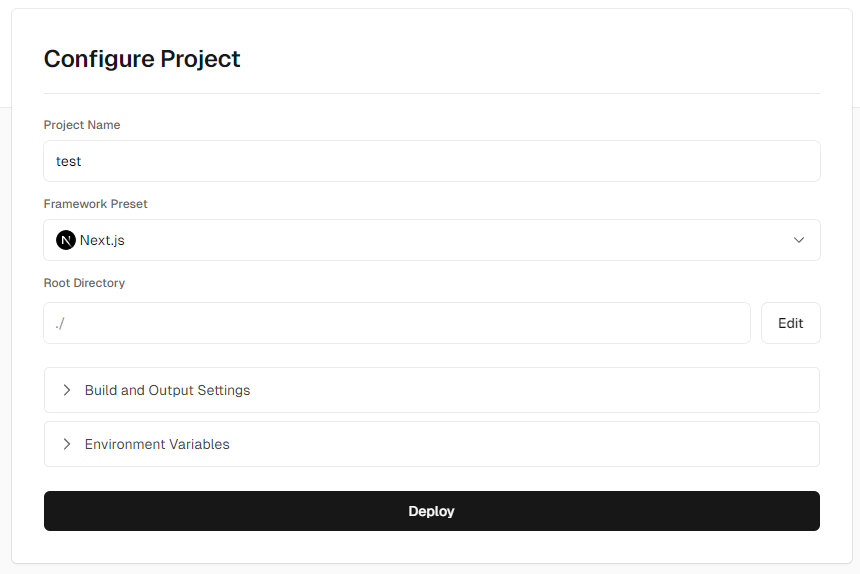 Configure Project
Project Name
test
Framework Preset
N Next.js
Root Directory
./
Edit
Build and Output Settings
Environment Variables
Deploy